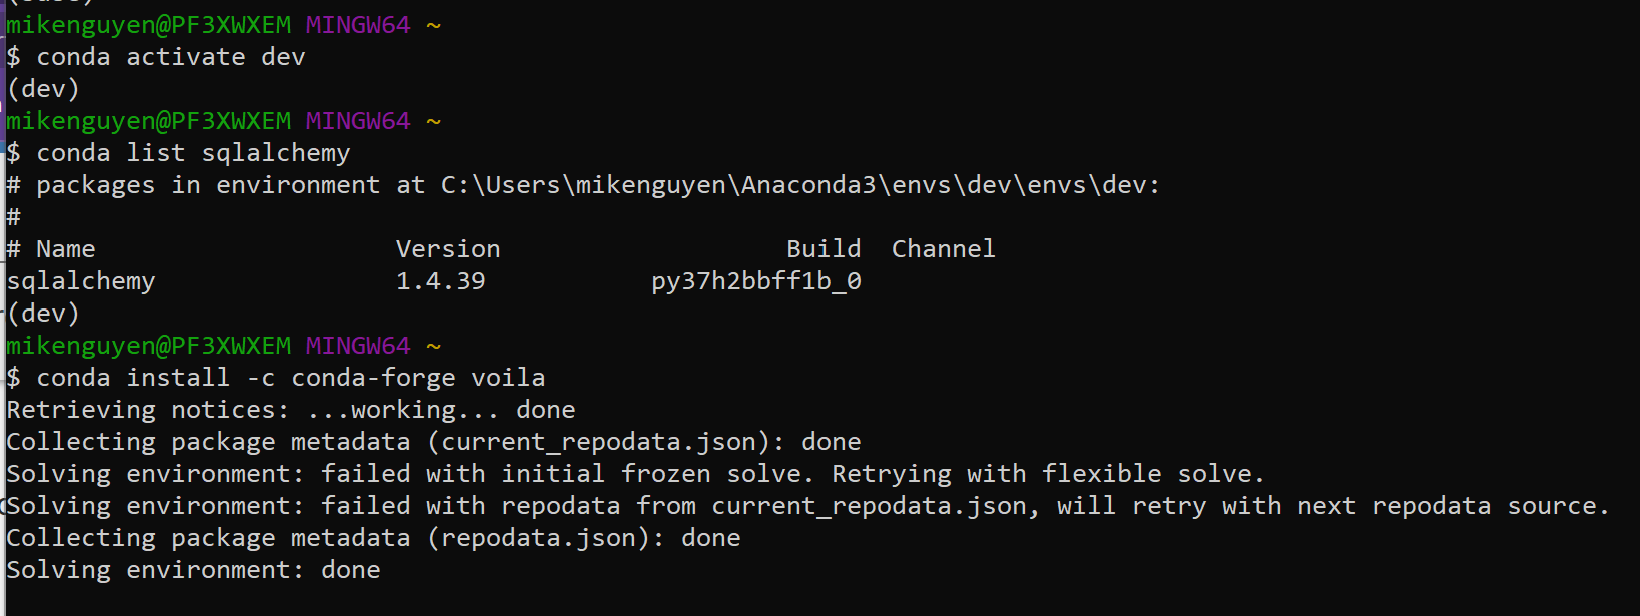 mikenguyen@PF3XWXEM MINGW64 ~
$ conda activate dev
(dev)
mikenguyen@PF3XWXEM MINGW64 ~
$ conda list sqlalchemy
# packages in environment at C:\Users\mikenguyen\Anaconda3\envs\dev\envs\dev:
#
# Name                    Version                   Build  Channel
sqlalchemy                1.4.39           py37h2bbff1b_0
(dev)
mikenguyen@PF3XWXEM MINGW64 ~
$ conda install -c conda-forge voila
Retrieving notices: ...working... done
Collecting package metadata (current_repodata.json): done
Solving environment: failed with initial frozen solve. Retrying with flexible solve.
Solving environment: failed with repodata from current_repodata.json, will retry with next repodata source.
Collecting package metadata (repodata.json): done
Solving environment: done